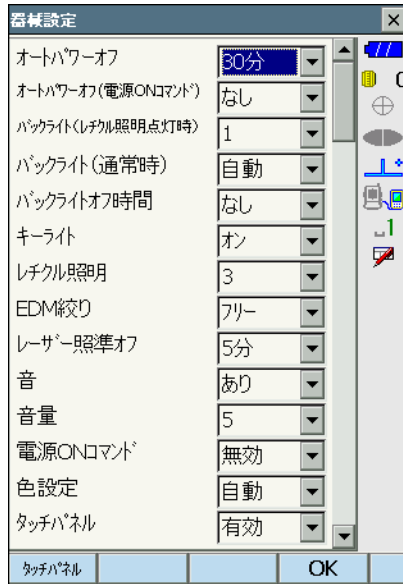 器械設定
オートパワーオフ 30分
オートパワーオフ(電源ONコマンド) なし
バックライト(レチクル照明点灯時) 1
バックライト(通常時) 自動
バックライトオフ時間 なし
キーライト オン
レチクル照明 3
EDM絞り フリー
レーザー照準オフ 5分
音 あり
音量 5
電源ONコマンド 無効
色設定 自動
タッチパネル 有効
タッチパネル OK
1